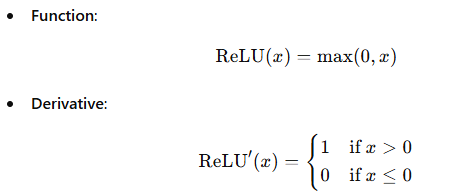 • Function:
ReLU(x) = max(0, x)
• Derivative:
ReLU′(x) = {1 if x > 0
0 if x ≤ 0